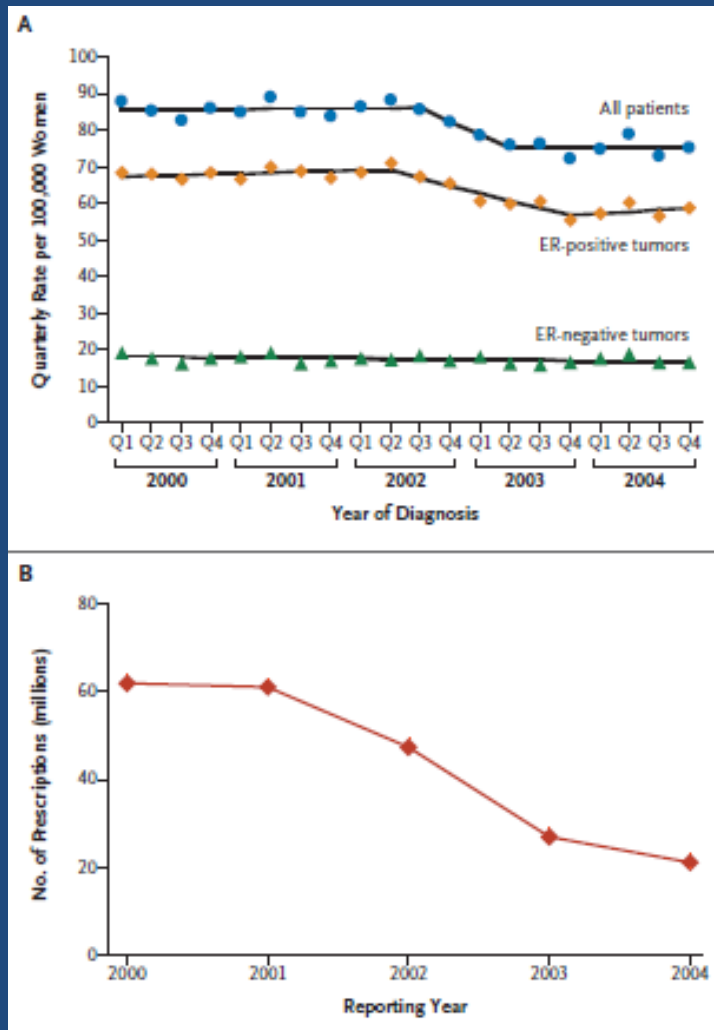 A
Quarterly Rate per 100,000 Women
100
90
80
70
60
50
40
30
20
10
0
All patients
ER-positive tumors
ER-negative tumors
Q1 Q2 Q3 Q4 Q1 Q2 Q3 Q4 Q1 Q2 Q3 Q4 Q1 Q2 Q3 Q4 Q1 Q2 Q3 Q4
2000 2001 2002 2003 2004
Year of Diagnosis
B
No. of Prescriptions (millions)
80
60
40
20
0
2000 2001 2002 2003 2004
Reporting Year